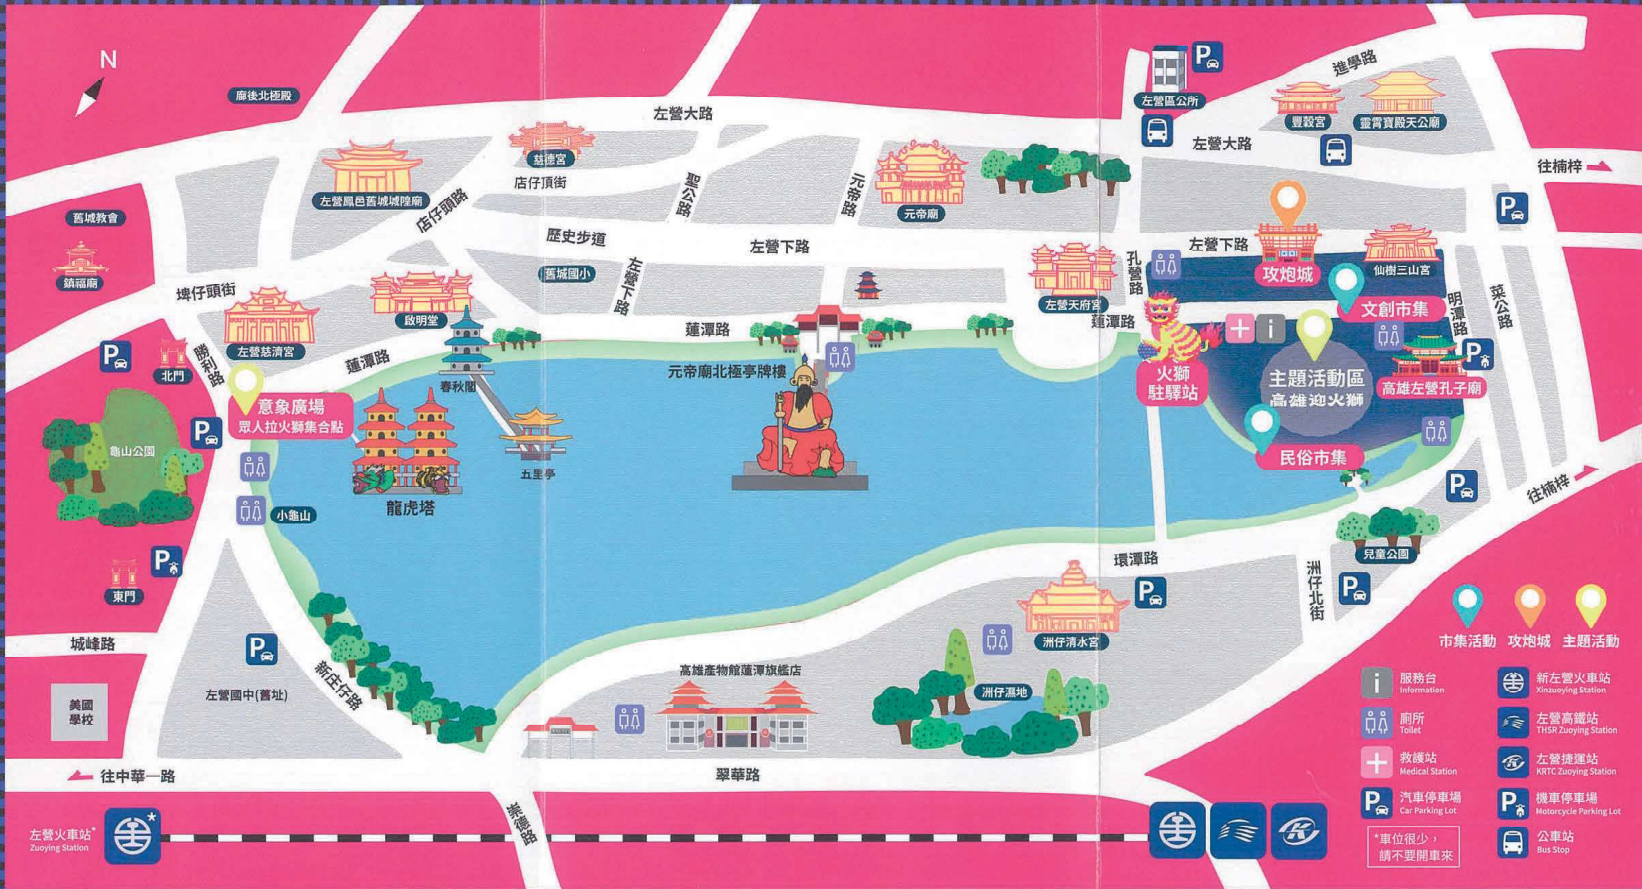 N
廍後北極殿
左營大路
左營區公所
進學路
豐穀宮
靈霄寶殿天公廟
左營大路
往楠梓
慈德宮
店仔頂街
左營鳳邑舊城城隍廟
店仔頭路
聖公路
元帝路
元帝廟
舊城教會
鎮福廟
歷史步道
左營下路
左營下路
孔營路
左營下路
攻炮城
仙樹三山宮
文創市集
明潭路
菜公路
埤仔頭街
左營慈濟宮
啟明堂
舊城國小
左營天府宮
蓮潭路
蓮潭路
蓮潭路
北門
勝利路
春秋閣
元帝廟北極亭牌樓
火獅
駐驛站
主題活動區
高雄迎火獅
高雄左營孔子廟
意象廣場
眾人拉火獅集合點
龜山公園
五里亭
龍虎塔
民俗市集
小龜山
往楠梓
東門
環潭路
兒童公園
洲仔北街
城峰路
洲仔清水宮
市集活動
攻炮城
主題活動
美國
學校
左營國中(舊址)
新庄仔路
高雄產物館蓮潭旗艦店
洲仔濕地
往中華一路
翠華路
崇德路
左營火車站*
Zuoying Station
*
i
服務台
Information
廁所
Toilet
救護站
Medical Station
P
汽車停車場
Car Parking Lot
*車位很少，
請不要開車來
新左營火車站
Xinzuoying Station
左營高鐵站
THSR Zuoying Station
左營捷運站
KRTC Zuoying Station
P
機車停車場
Motorcycle Parking Lot
公車站
Bus Stop
P
P
P
P
P
P
P
P
P
P
i